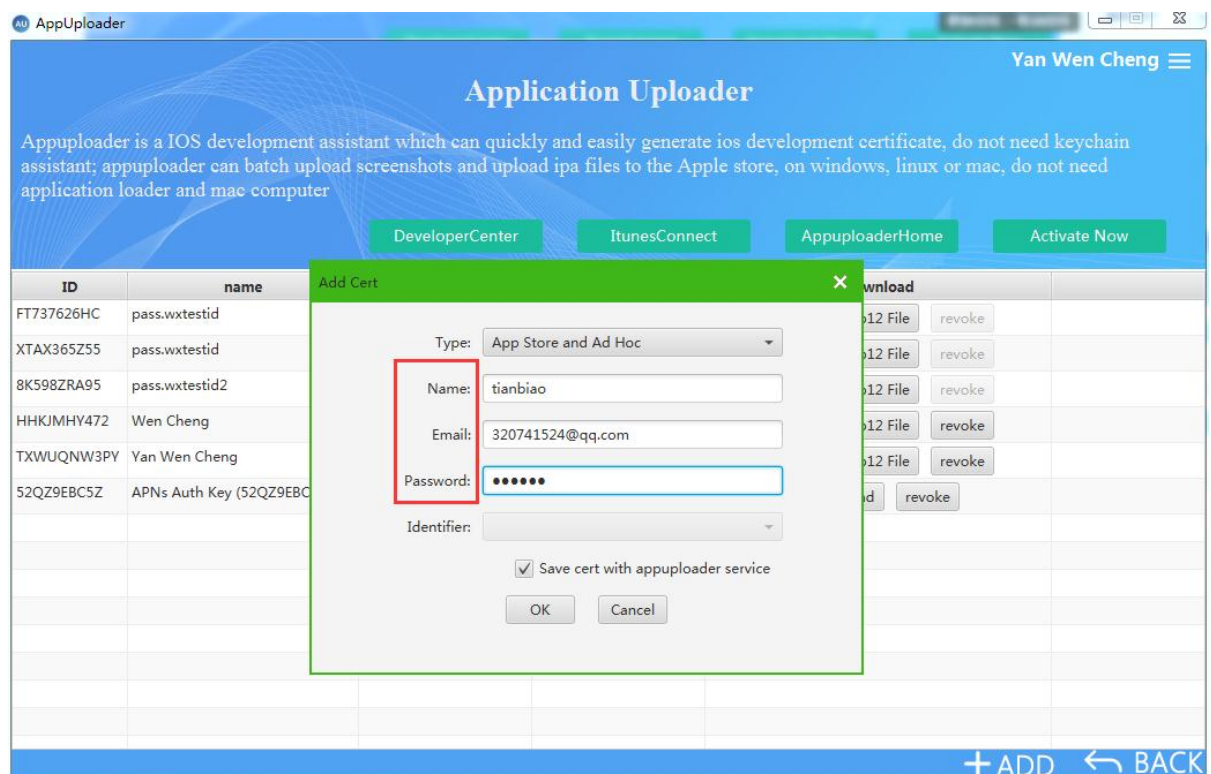 AppUploader
Yan Wen Cheng
Application Uploader
Appuploader is a IOS development assistant which can quickly and easily generate ios development certificate, do not need keychain
assistant; appuploader can batch upload screenshots and upload ipa files to the Apple store, on windows, linux or mac, do not need
application loader and mac computer
DeveloperCenter ItunesConnect AppuploaderHome Activate Now
ID name wnload
Add Cert
FT737626HC pass.wxtestid p12 File revoke
XTAX365Z55 pass.wxtestid p12 File revoke
8K598ZRA95 pass.wxtestid2 p12 File revoke
HHKJMHY472 Wen Cheng p12 File revoke
TXWUQNW3PY Yan Wen Cheng p12 File revoke
52QZ9EBC5Z APNs Auth Key (52QZ9EBC ad revoke
Type: App Store and Ad Hoc
Name: tianbiao
Email: 320741524@qq.com
Password: ••••••
Identifier:
Save cert with appuploader service
OK Cancel
ADD BACK